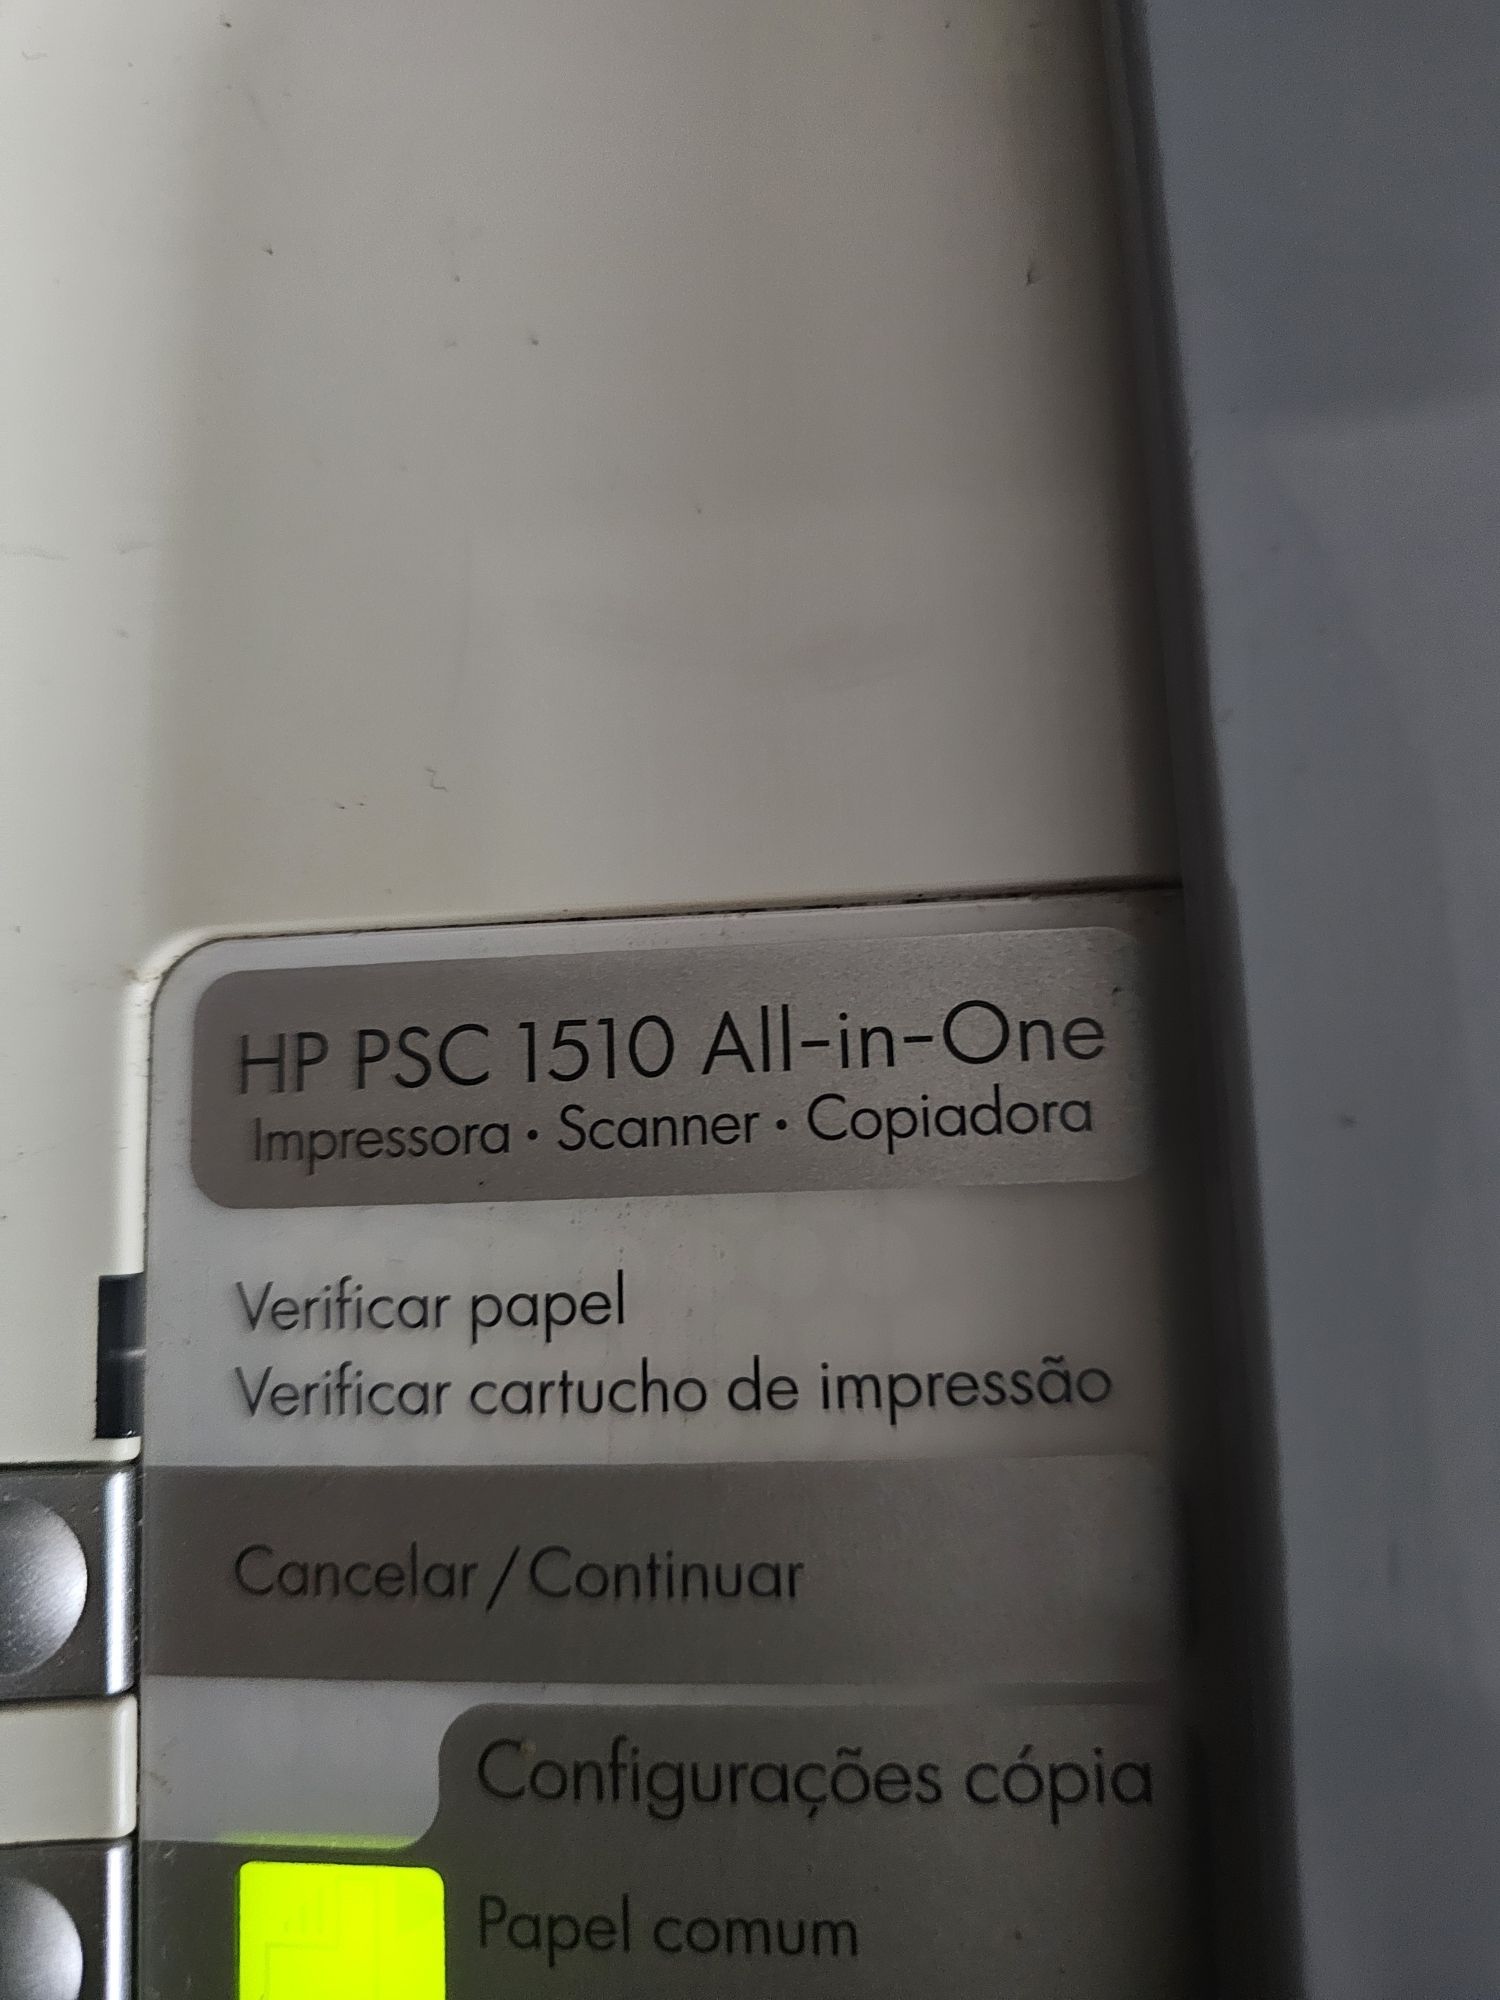 HP PSC 1510 All-in-One
Impressora • Scanner • Copiadora
Verificar papel
Verificar cartucho de impressão
Cancelar/Continuar
Configurações cópia
Papel comum